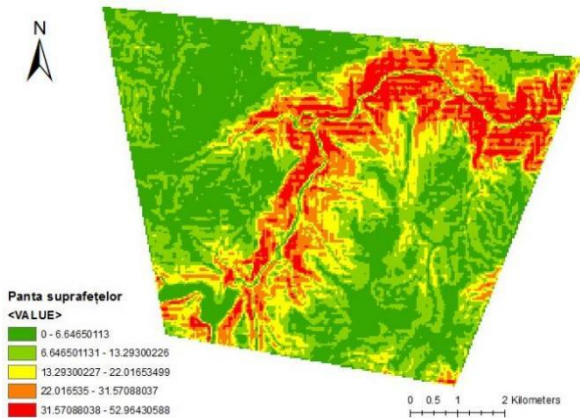 N
Panta suprafețelor
<VALUE>
0 - 6.64650113
6.646501131 - 13.29300226
13.29300227 - 22.01653499
22.016535 - 31.57088037
31.57088038 - 52.96430588
0 0.5 1 2 Kilometers